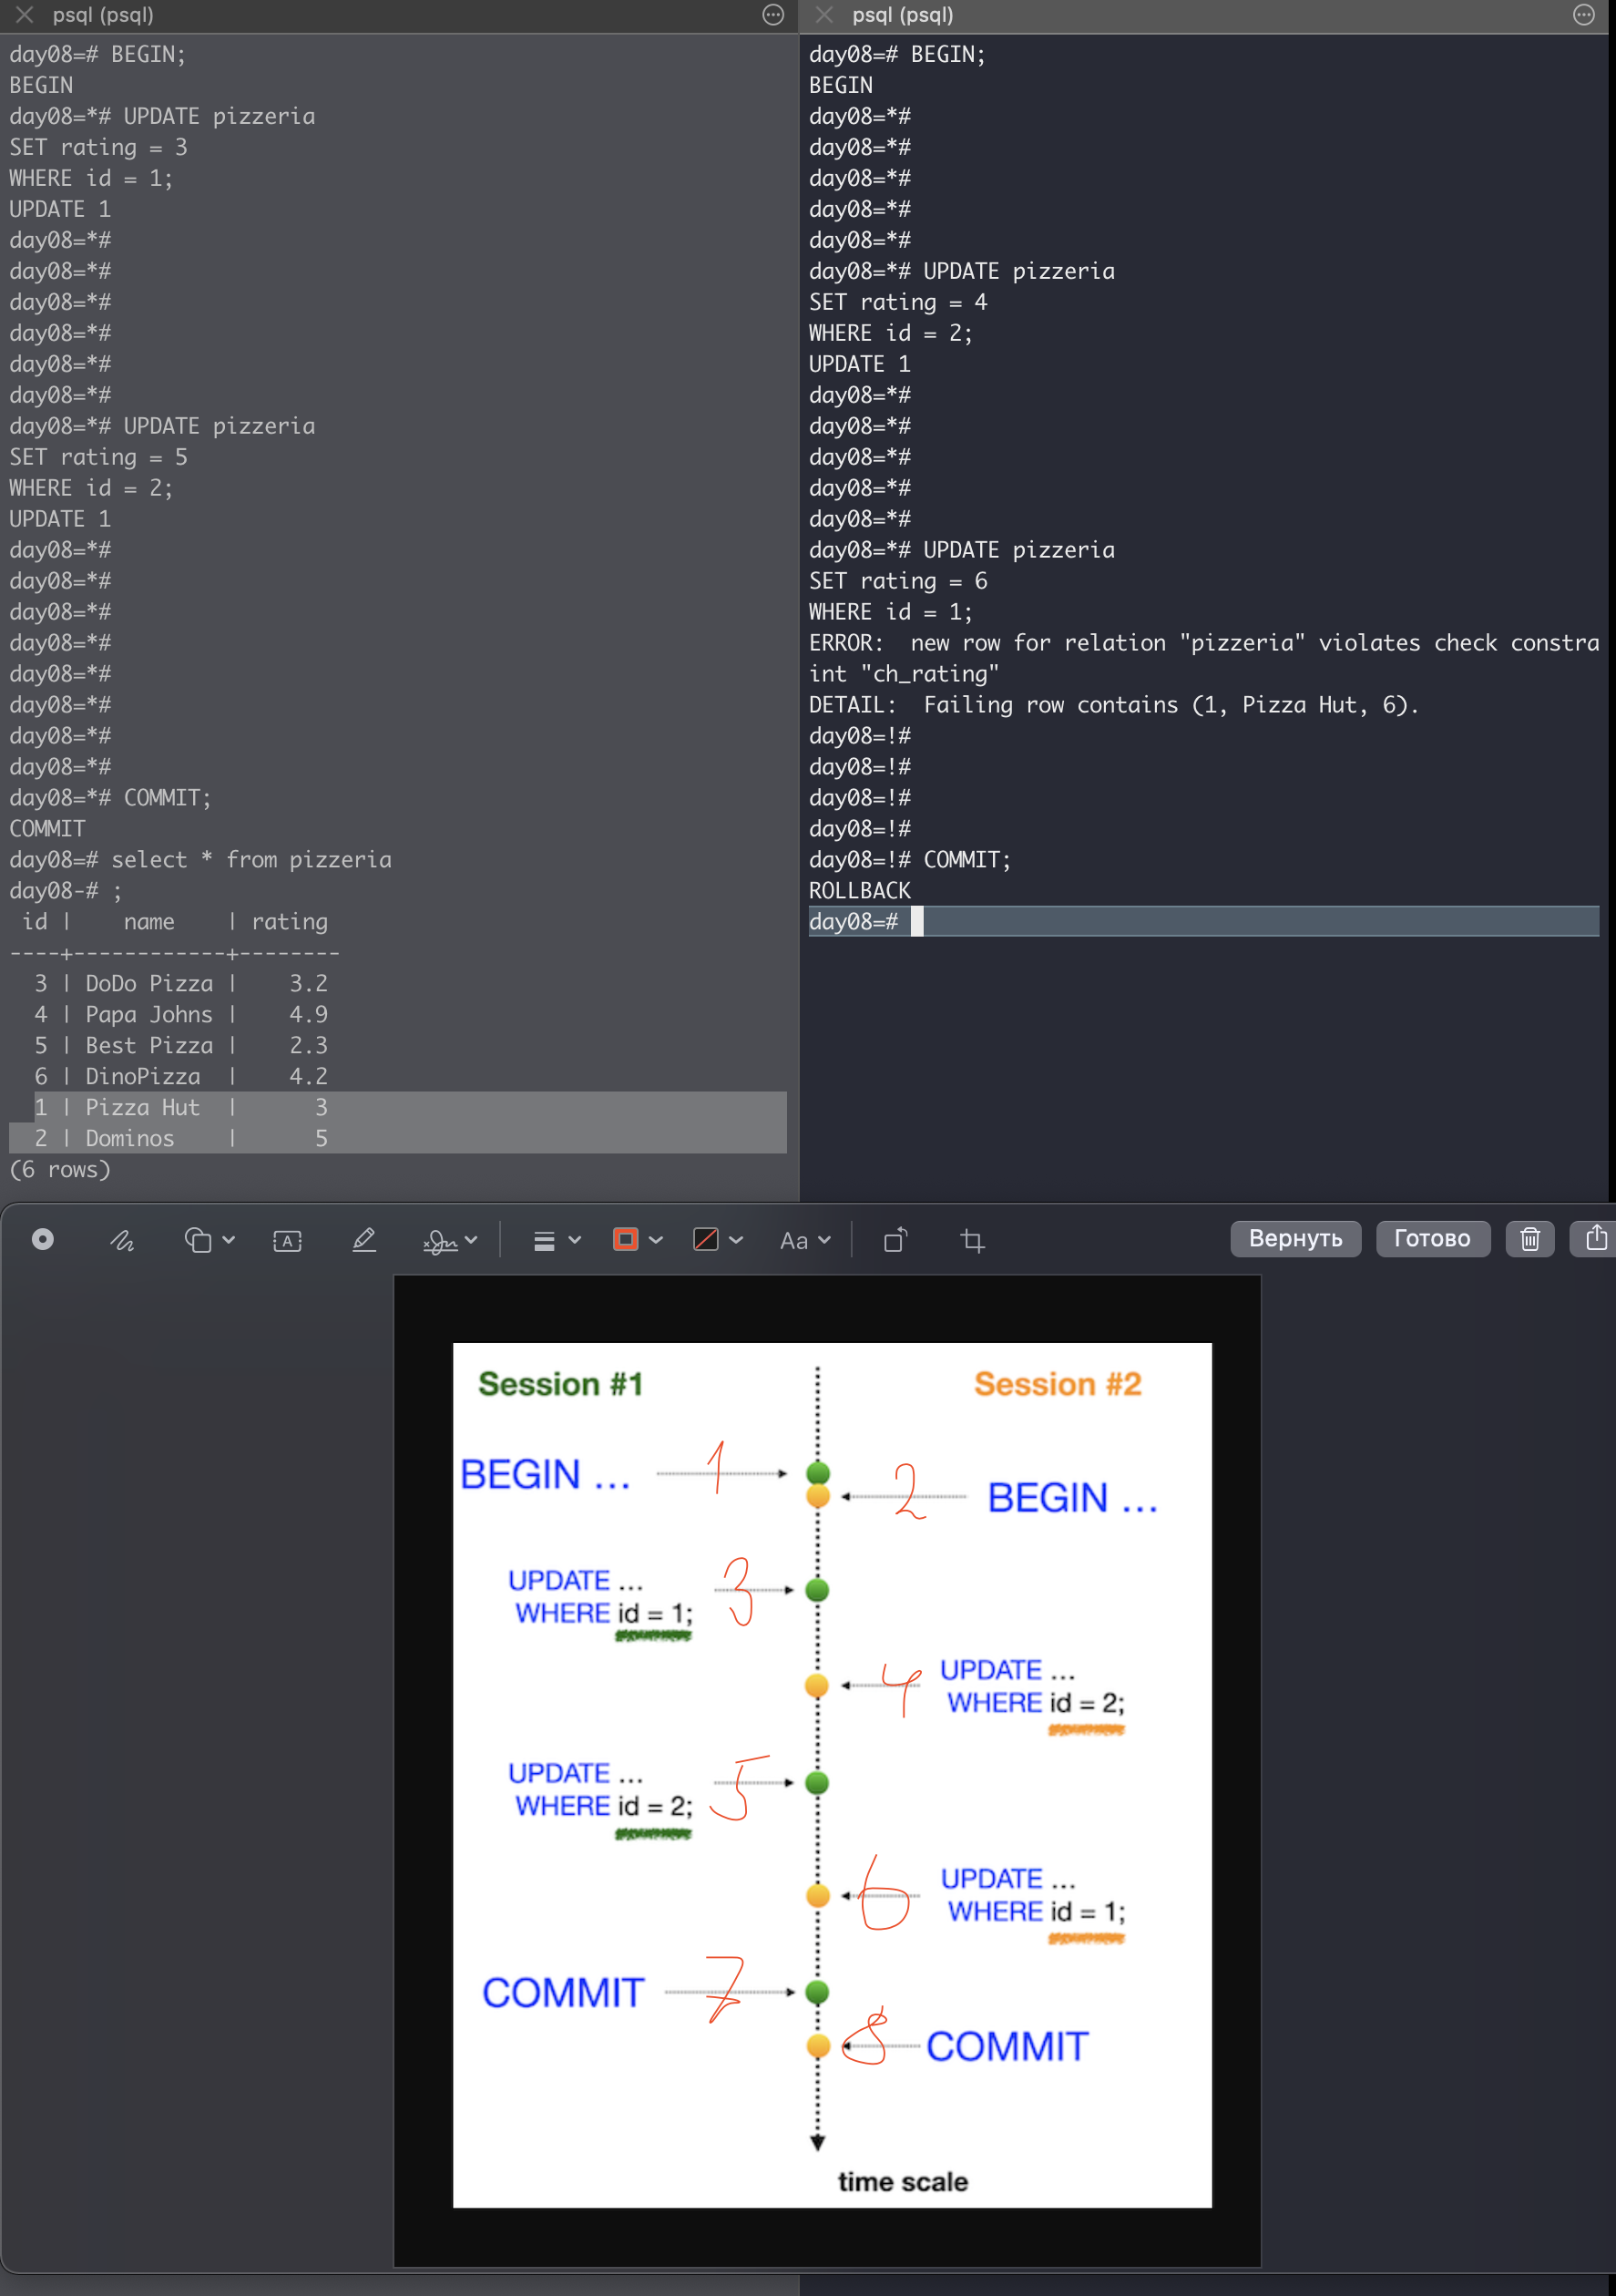 psql (psql)
day08=# BEGIN;
BEGIN
day08=*# UPDATE pizzeria
SET rating = 3
WHERE id = 1;
UPDATE 1
day08=*#
day08=*#
day08=*#
day08=*#
day08=*#
day08=*#
day08=*# UPDATE pizzeria
SET rating = 5
WHERE id = 2;
UPDATE 1
day08=*#
day08=*#
day08=*#
day08=*#
day08=*#
day08=*#
day08=*#
day08=*#
day08=*# COMMIT;
COMMIT
day08=# select * from pizzeria
day08-# ;
 id |    name    | rating
----+------------+--------
  3 | DoDo Pizza |    3.2
  4 | Papa Johns |    4.9
  5 | Best Pizza |    2.3
  6 | DinoPizza  |    4.2
  1 | Pizza Hut  |      3
  2 | Dominos    |      5
(6 rows)
psql (psql)
day08=# BEGIN;
BEGIN
day08=*#
day08=*#
day08=*#
day08=*#
day08=*#
day08=*# UPDATE pizzeria
SET rating = 4
WHERE id = 2;
UPDATE 1
day08=*#
day08=*#
day08=*#
day08=*#
day08=*#
day08=*# UPDATE pizzeria
SET rating = 6
WHERE id = 1;
ERROR:  new row for relation "pizzeria" violates check constra
int "ch_rating"
DETAIL:  Failing row contains (1, Pizza Hut, 6).
day08=!#
day08=!#
day08=!#
day08=!#
day08=!# COMMIT;
ROLLBACK
day08=#
A
Aa
Вернуть
Готово
Session #1
Session #2
BEGIN ...
1
2
BEGIN ...
UPDATE ...
WHERE id = 1;
3
4
UPDATE ...
WHERE id = 2;
UPDATE ...
WHERE id = 2;
5
6
UPDATE ...
WHERE id = 1;
COMMIT
7
8
COMMIT
time scale